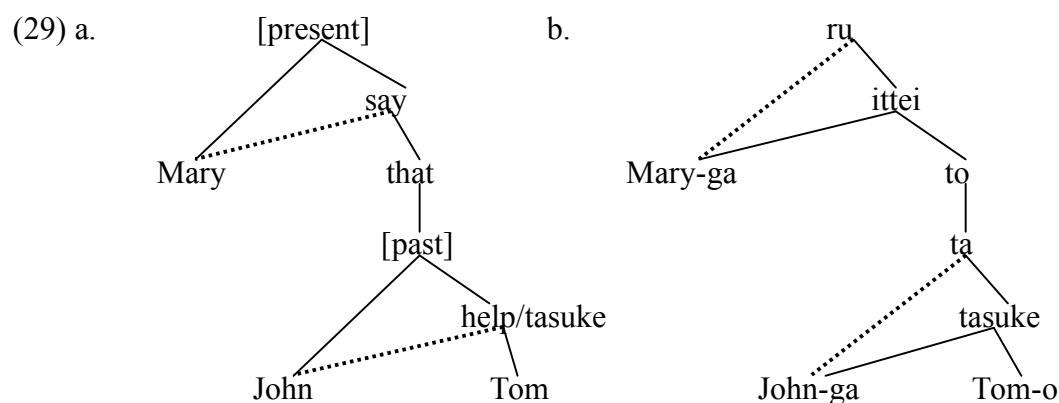 (29) a. [present] b. ru
say ittei
Mary that Mary-ga to
[past] ta
help/tasuke tasuke
John Tom John-ga Tom-o